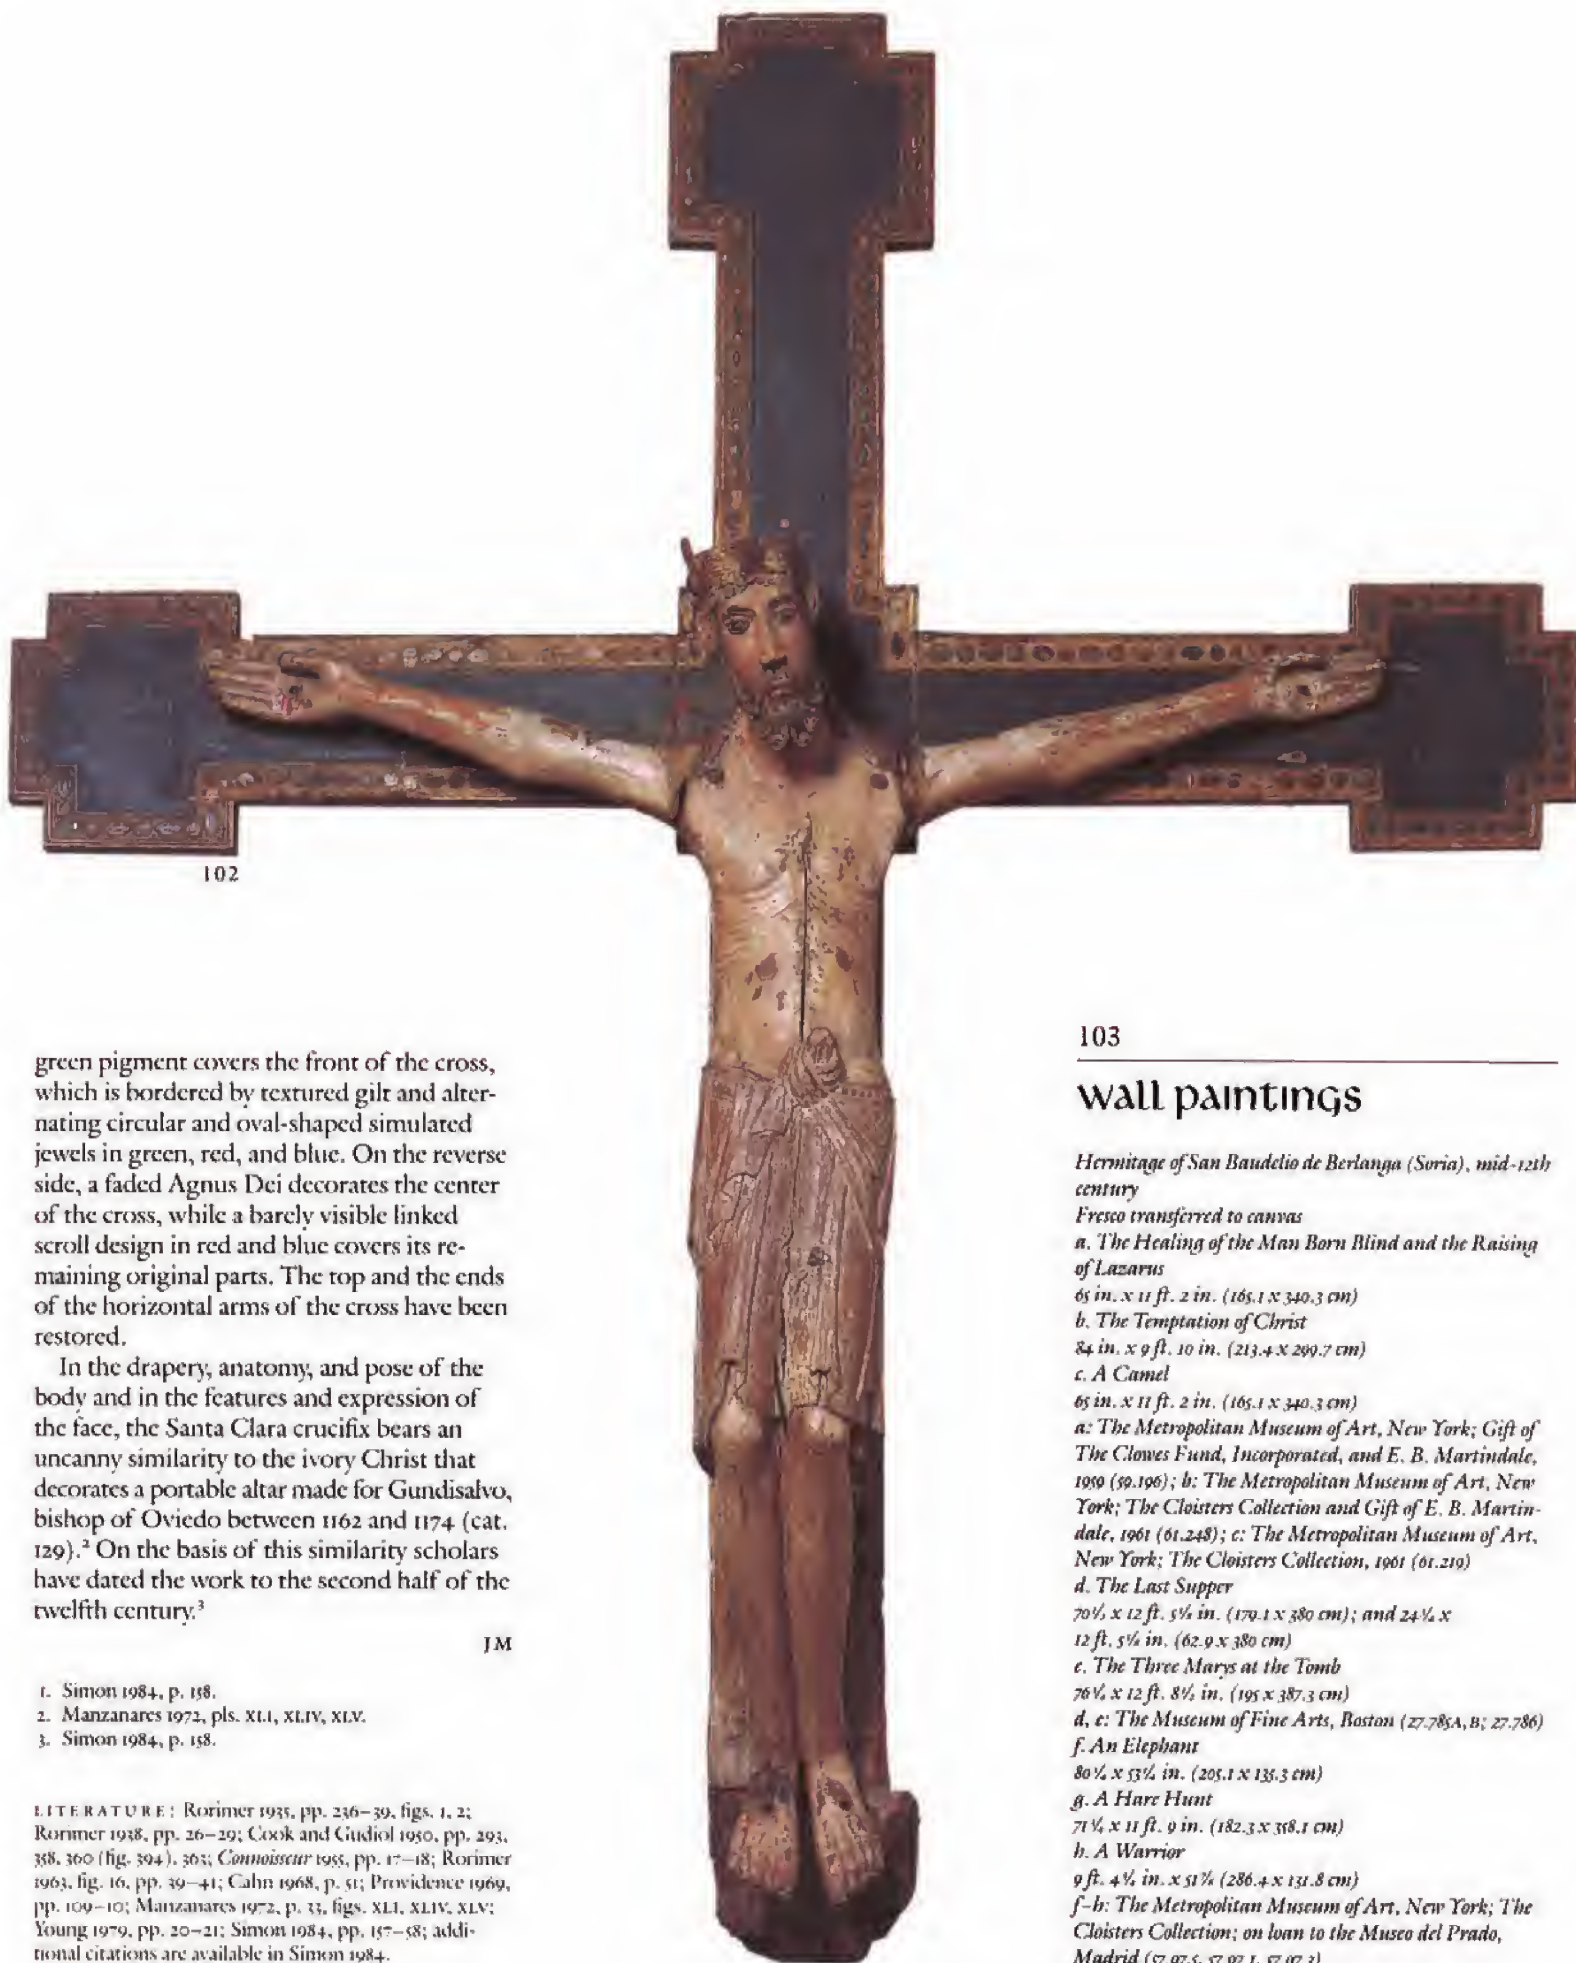 102
green pigment covers the front of the cross,
which is bordered by textured gilt and alter-
nating circular and oval-shaped simulated
jewels in green, red, and blue. On the reverse
side, a faded Agnus Dei decorates the center
of the cross, while a barely visible linked
scroll design in red and blue covers its re-
maining original parts. The top and the ends
of the horizontal arms of the cross have been
restored.
In the drapery, anatomy, and pose of the
body and in the features and expression of
the face, the Santa Clara crucifix bears an
uncanny similarity to the ivory Christ that
decorates a portable altar made for Gundisalvo,
bishop of Oviedo between 1162 and 1174 (cat.
129).² On the basis of this similarity scholars
have dated the work to the second half of the
twelfth century.³
JM
1. Simon 1984, p. 158.
2. Manzanares 1972, pls. XLI, XLIV, XLV.
3. Simon 1984, p. 158.
LITERATURE: Rorimer 1935, pp. 236–39, figs. 1, 2;
Rorimer 1938, pp. 26–29; Cook and Gudiol 1950, pp. 293,
358, 360 (fig. 394), 363; Connoisseur 1955, pp. 17–18; Rorimer
1963, fig. 16, pp. 39–41; Cahn 1968, p. 51; Providence 1969,
pp. 109–10; Manzanares 1972, p. 33, figs. XLI, XLIV, XLV;
Young 1979, pp. 20–21; Simon 1984, pp. 157–58; addi-
tional citations are available in Simon 1984.
103
wall paintings
Hermitage of San Baudelio de Berlanga (Soria), mid-12th
century
Fresco transferred to canvas
a. The Healing of the Man Born Blind and the Raising
of Lazarus
65 in. x 11 ft. 2 in. (165.1 x 340.3 cm)
b. The Temptation of Christ
84 in. x 9 ft. 10 in. (213.4 x 299.7 cm)
c. A Camel
65 in. x 11 ft. 2 in. (165.1 x 340.3 cm)
a: The Metropolitan Museum of Art, New York; Gift of
The Clowes Fund, Incorporated, and E. B. Martindale,
1959 (59.196); b: The Metropolitan Museum of Art, New
York; The Cloisters Collection and Gift of E. B. Martin-
dale, 1961 (61.248); c: The Metropolitan Museum of Art,
New York; The Cloisters Collection, 1961 (61.219)
d. The Last Supper
x 12 ft. in. (179.1 x 380 cm); and x
12 ft. in. (62.9 x 380 cm)
e. The Three Marys at the Tomb
x 12 ft. in. (195 x 387.3 cm)
d, e: The Museum of Fine Arts, Boston (27.785A, B; 27.786)
f. An Elephant
x in. (205.1 x 135.3 cm)
g. A Hare Hunt
x 11 ft. 9 in. (182.3 x 358.1 cm)
h. A Warrior
9 ft. in. x (286.4 x 131.8 cm)
f–h: The Metropolitan Museum of Art, New York; The
Cloisters Collection; on loan to the Museo del Prado,
Madrid